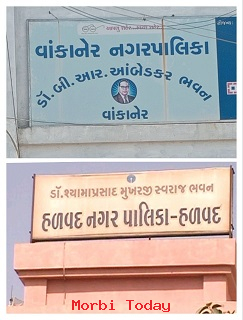 વાંકાનેર નગરપાલિકા
ડૉ.બી.આર.આંબેડકર ભવન
વાંકાનેર
ડૉ.શ્યામાપ્રસાદ મુખરજી સ્વરાજ ભવન
હળવદ નગર પાલિકા-હળવદ
Morbi Today